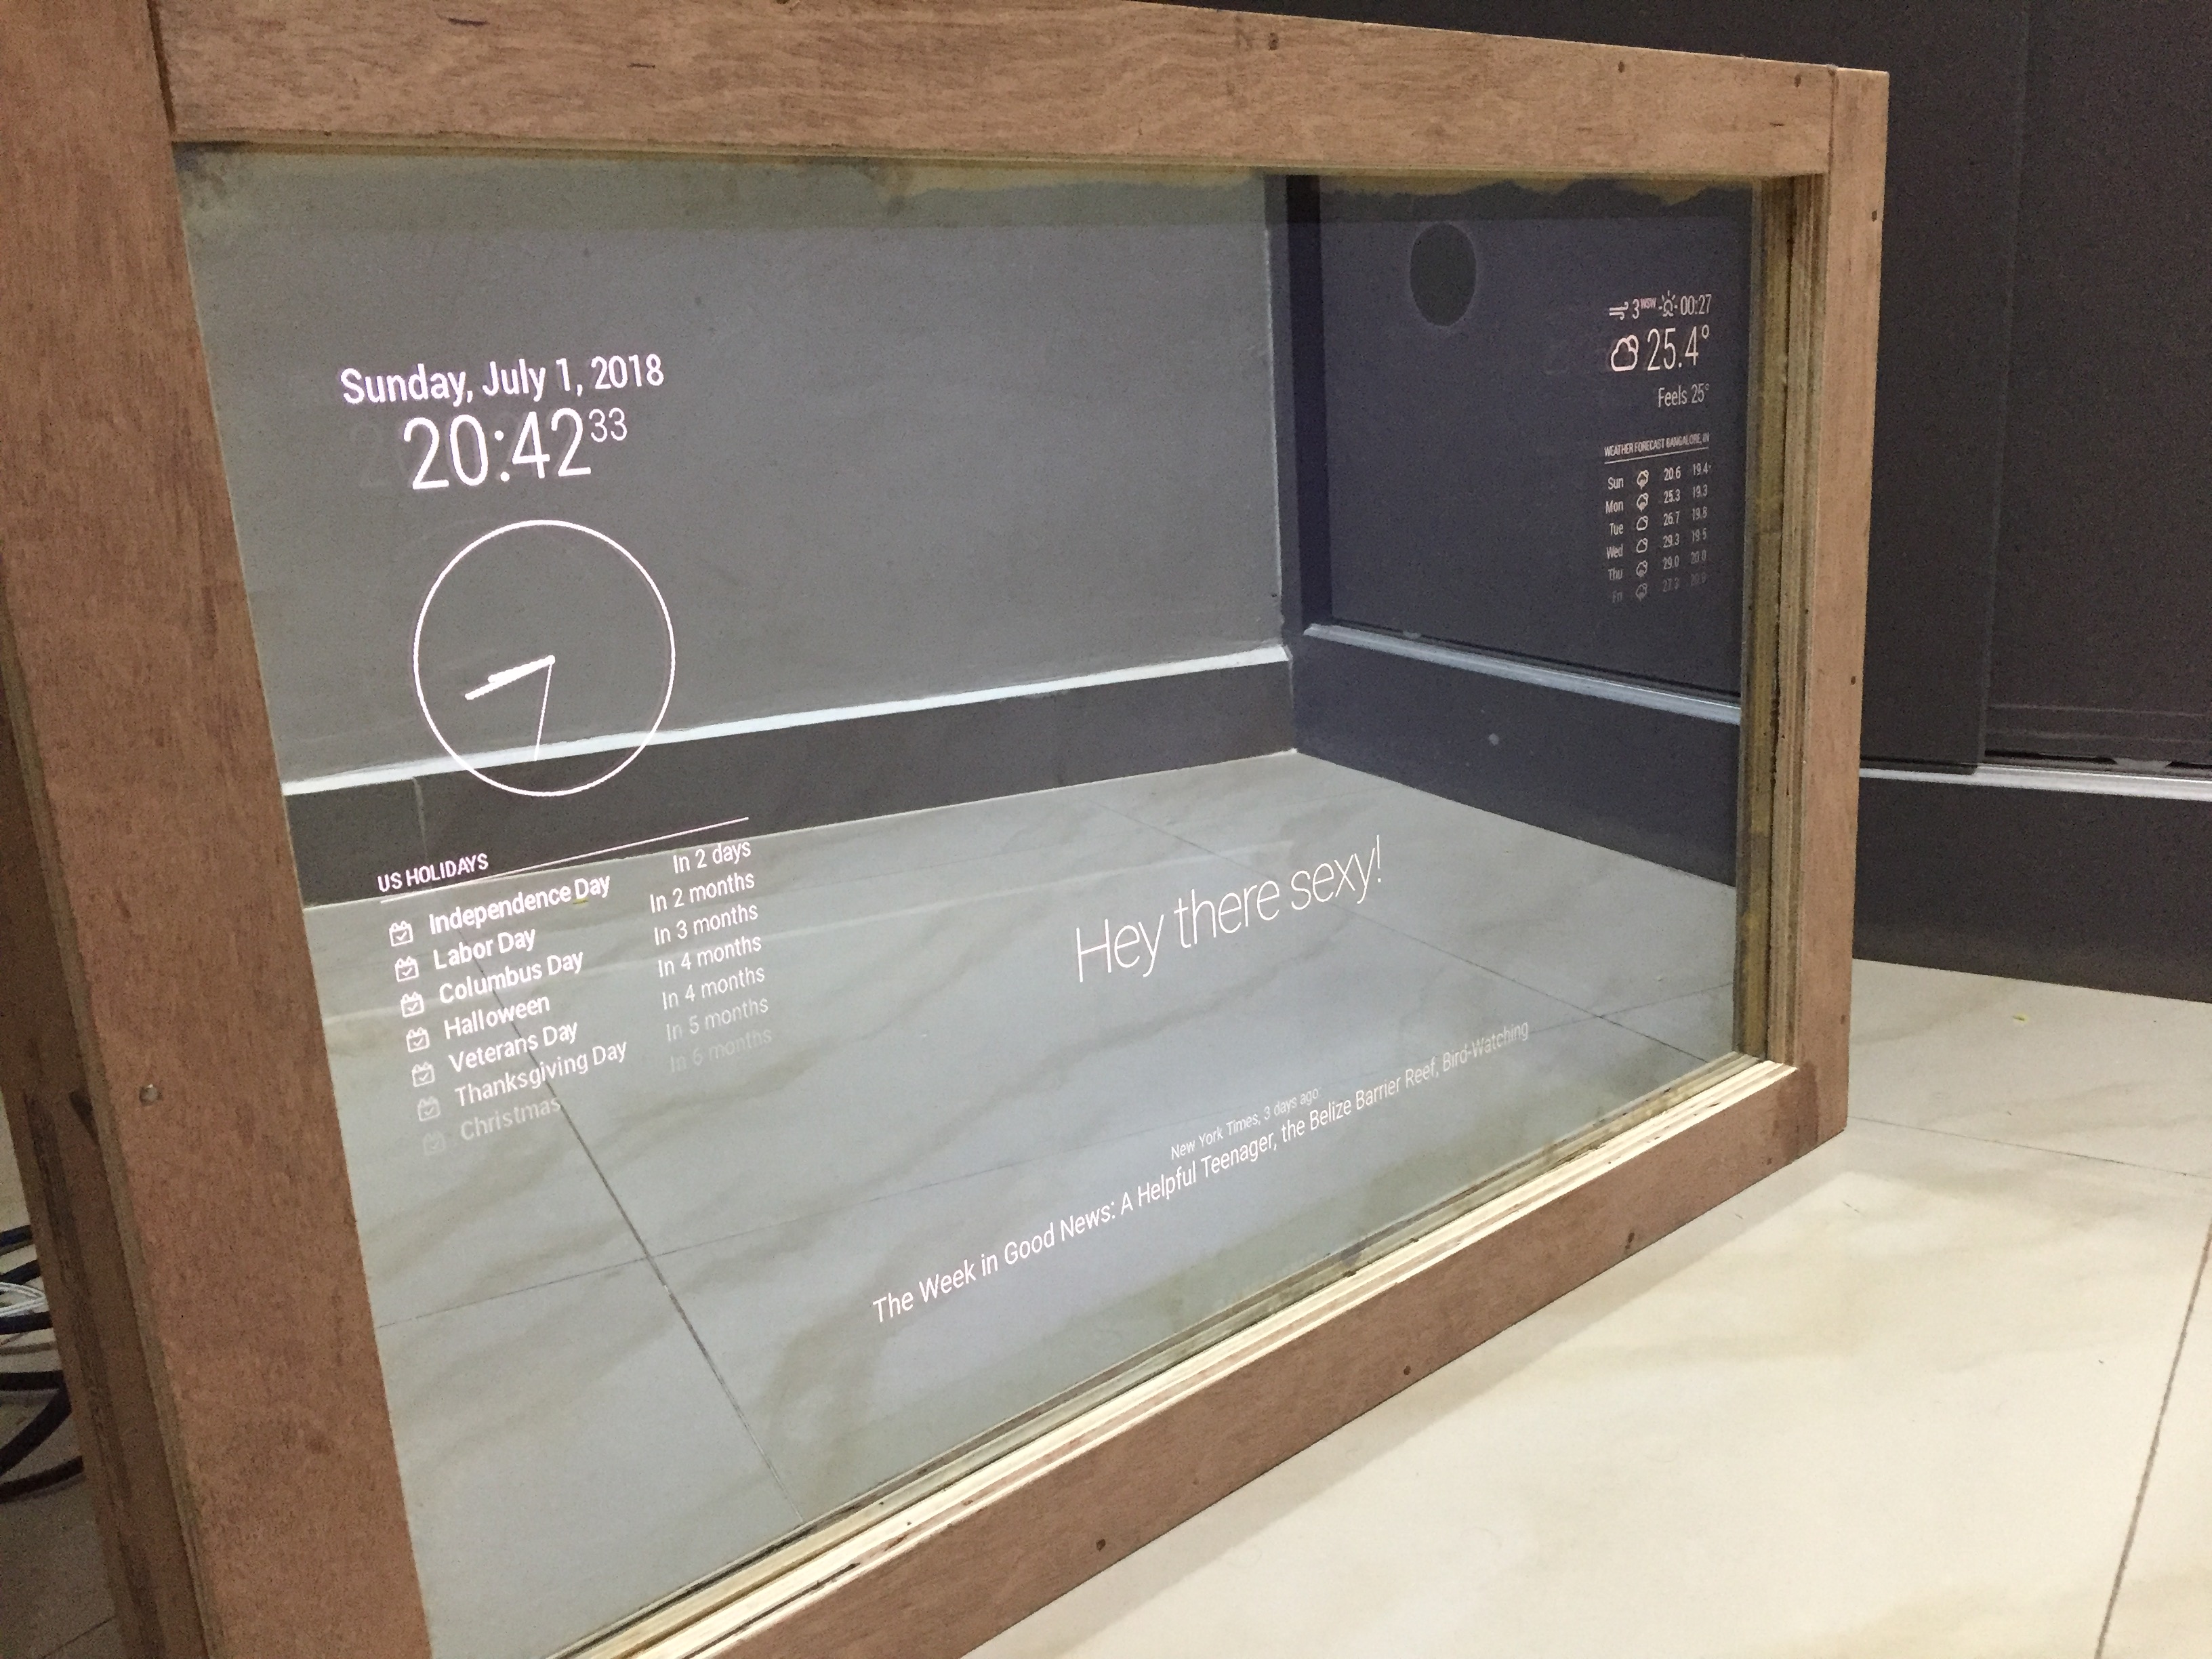 Sunday, July 1, 2018
20:42 33
US HOLIDAYS
Independence Day In 2 days
Labor Day In 2 months
Columbus Day In 3 months
Halloween In 4 months
Veterans Day In 4 months
Thanksgiving Day In 5 months
Christmas In 6 months
3 WSW 00:27
25.4°
Feels 25°
WEATHER FORECAST BANGALORE, IN
Sun 20.6 19.4
Mon 25.3 19.3
Tue 26.7 19.8
Wed 29.3 19.5
Thu 29.0 20.0
Fri 27.3
Hey there sexy!
New York Times, 3 days ago
The Week in Good News: A Helpful Teenager, the Belize Barrier Reef, Bird-Watching